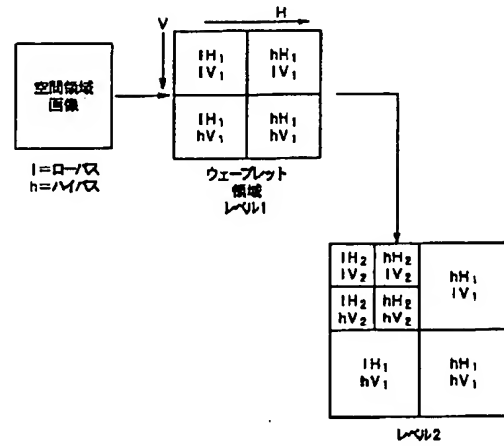 H
V
空間領域
画像
lH₁
lV₁
hH₁
lV₁
lH₁
hV₁
hH₁
hV₁
l=ローパス
h=ハイパス
ウェーブレット
領域
レベル1
lH₂
lV₂
hH₂
lV₂
lH₂
hV₂
hH₂
hV₂
hH₁
lV₁
lH₁
hV₁
hH₁
hV₁
レベル2